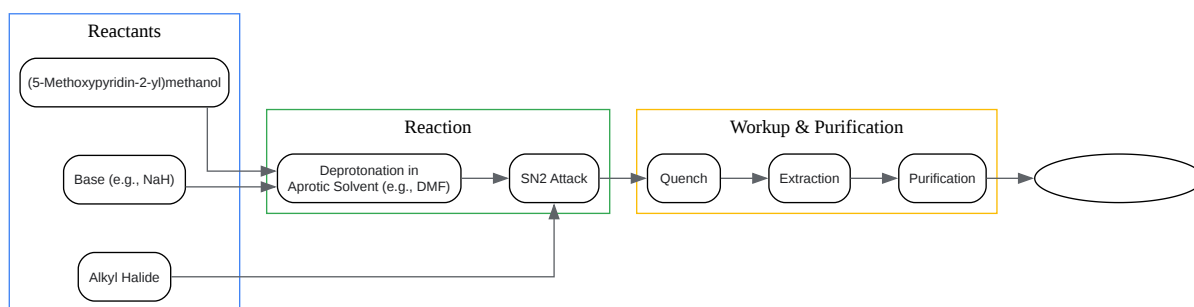 Reactants
(5-Methoxypyridin-2-yl)methanol
Base (e.g., NaH)
Alkyl Halide
Reaction
Deprotonation in
Aprotic Solvent (e.g., DMF)
SN2 Attack
Workup & Purification
Quench
Extraction
Purification